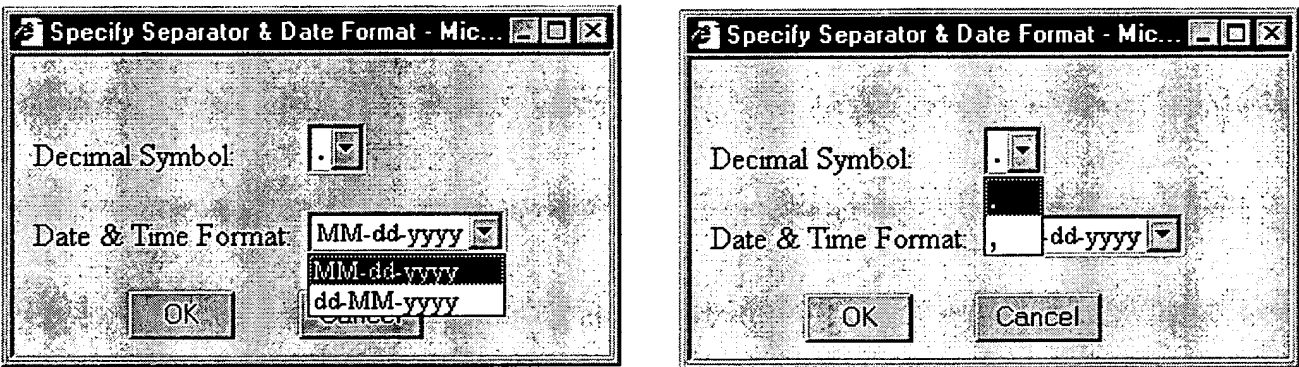 Specify Separator & Date Format - Mic...
Decimal Symbol: .
Date & Time Format: MM-dd-yyyy
MM-dd-yyyy
dd-MM-yyyy
OK Cancel
Specify Separator & Date Format - Mic...
Decimal Symbol: .
.
Date & Time Format: , -dd-yyyy
OK Cancel